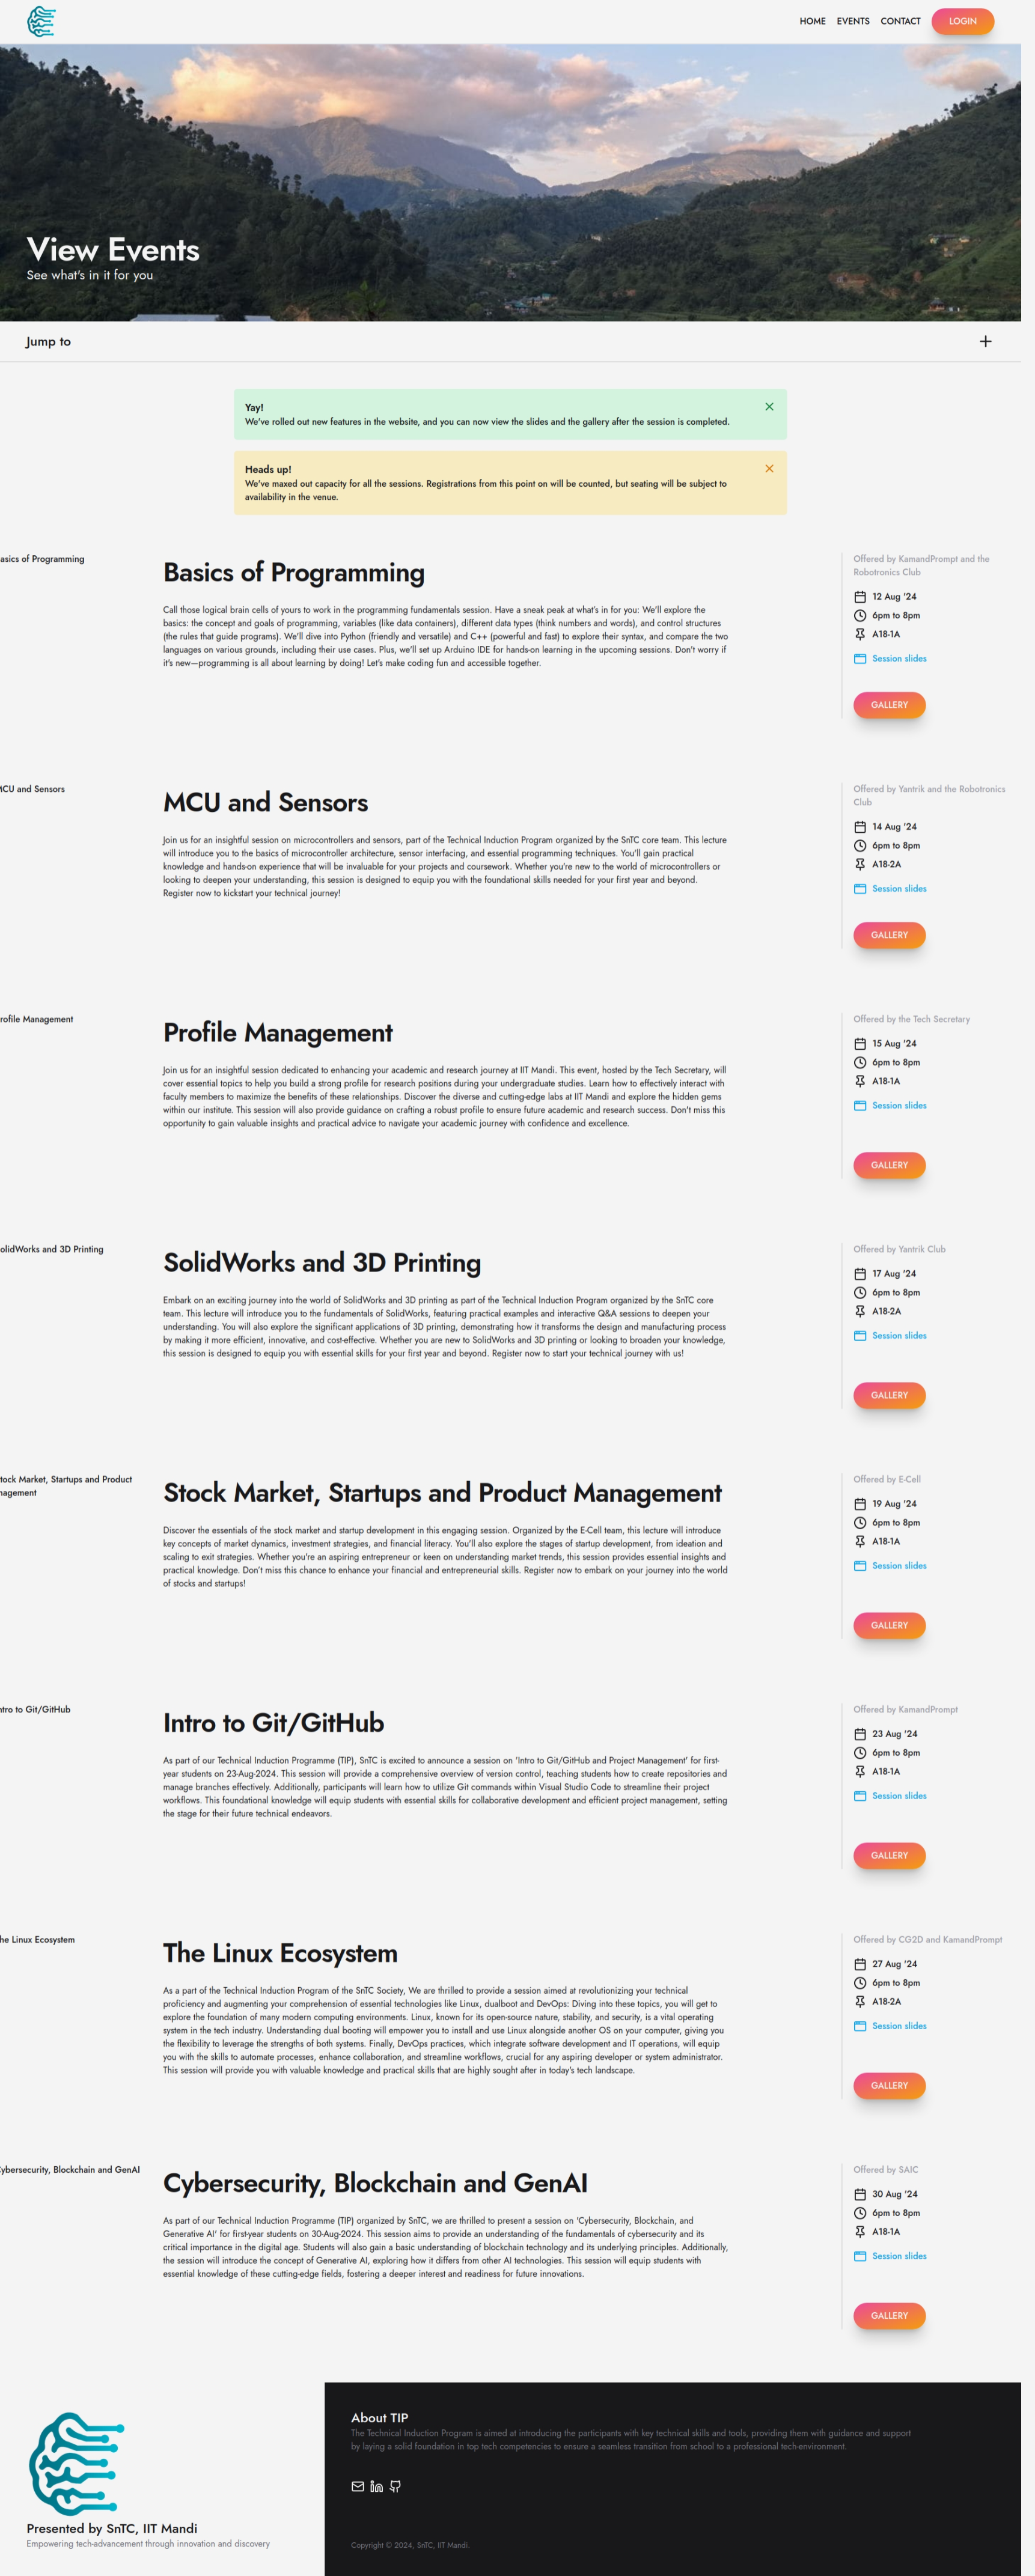 HOME EVENTS CONTACT LOGIN
View Events
See what's in it for you
Jump to
Yay!
We've rolled out new features in the website, and you can now view the slides and the gallery after the session is completed.
Heads up!
We've maxed out capacity for all the sessions. Registrations from this point on will be counted, but seating will be subject to
availability in the venue.
asics of Programming
Basics of Programming
Call those logical brain cells of yours to work in the programming fundamentals session. Have a sneak peak at what's in for you: We'll explore the
basics: the concept and goals of programming, variables (like data containers), different data types (think numbers and words), and control structures
(the rules that guide programs). We'll dive into Python (friendly and versatile) and C++ (powerful and fast) to explore their syntax, and compare the two
languages on various grounds, including their use cases. Plus, we'll set up Arduino IDE for hands-on learning in the upcoming sessions. Don't worry if
it's new—programming is all about learning by doing! Let's make coding fun and accessible together.
Offered by KamandPrompt and the
Robotronics Club
12 Aug '24
6pm to 8pm
A18-1A
Session slides
GALLERY
MCU and Sensors
MCU and Sensors
Join us for an insightful session on microcontrollers and sensors, part of the Technical Induction Program organized by the SnTC core team. This lecture
will introduce you to the basics of microcontroller architecture, sensor interfacing, and essential programming techniques. You'll gain practical
knowledge and hands-on experience that will be invaluable for your projects and coursework. Whether you're new to the world of microcontrollers or
looking to deepen your understanding, this session is designed to equip you with the foundational skills needed for your first year and beyond.
Register now to kickstart your technical journey!
Offered by Yantrik and the Robotronics
Club
14 Aug '24
6pm to 8pm
A18-2A
Session slides
GALLERY
rofile Management
Profile Management
Join us for an insightful session dedicated to enhancing your academic and research journey at IIT Mandi. This event, hosted by the Tech Secretary, will
cover essential topics to help you build a strong profile for research positions during your undergraduate studies. Learn how to effectively interact with
faculty members to maximize the benefits of these relationships. Discover the diverse and cutting-edge labs at IIT Mandi and explore the hidden gems
within our institute. This session will also provide guidance on crafting a robust profile to ensure future academic and research success. Don't miss this
opportunity to gain valuable insights and practical advice to navigate your academic journey with confidence and excellence.
Offered by the Tech Secretary
15 Aug '24
6pm to 8pm
A18-1A
Session slides
GALLERY
olidWorks and 3D Printing
SolidWorks and 3D Printing
Embark on an exciting journey into the world of SolidWorks and 3D printing as part of the Technical Induction Program organized by the SnTC core
team. This lecture will introduce you to the fundamentals of SolidWorks, featuring practical examples and interactive Q&A sessions to deepen your
understanding. You will also explore the significant applications of 3D printing, demonstrating how it transforms the design and manufacturing process
by making it more efficient, innovative, and cost-effective. Whether you are new to SolidWorks and 3D printing or looking to broaden your knowledge,
this session is designed to equip you with essential skills for your first year and beyond. Register now to start your technical journey with us!
Offered by Yantrik Club
17 Aug '24
6pm to 8pm
A18-2A
Session slides
GALLERY
tock Market, Startups and Product
nagement
Stock Market, Startups and Product Management
Discover the essentials of the stock market and startup development in this engaging session. Organized by the E-Cell team, this lecture will introduce
key concepts of market dynamics, investment strategies, and financial literacy. You'll also explore the stages of startup development, from ideation and
scaling to exit strategies. Whether you're an aspiring entrepreneur or keen on understanding market trends, this session provides essential insights and
practical knowledge. Don't miss this chance to enhance your financial and entrepreneurial skills. Register now to embark on your journey into the world
of stocks and startups!
Offered by E-Cell
19 Aug '24
6pm to 8pm
A18-1A
Session slides
GALLERY
ntro to Git/GitHub
Intro to Git/GitHub
As part of our Technical Induction Programme (TIP), SnTC is excited to announce a session on 'Intro to Git/GitHub and Project Management' for first-
year students on 23-Aug-2024. This session will provide a comprehensive overview of version control, teaching students how to create repositories and
manage branches effectively. Additionally, participants will learn how to utilize Git commands within Visual Studio Code to streamline their project
workflows. This foundational knowledge will equip students with essential skills for collaborative development and efficient project management, setting
the stage for their future technical endeavors.
Offered by KamandPrompt
23 Aug '24
6pm to 8pm
A18-1A
Session slides
GALLERY
he Linux Ecosystem
The Linux Ecosystem
As a part of the Technical Induction Program of the SnTC Society, We are thrilled to provide a session aimed at revolutionizing your technical
proficiency and augmenting your comprehension of essential technologies like Linux, dualboot and DevOps: Diving into these topics, you will get to
explore the foundation of many modern computing environments. Linux, known for its open-source nature, stability, and security, is a vital operating
system in the tech industry. Understanding dual booting will empower you to install and use Linux alongside another OS on your computer, giving you
the flexibility to leverage the strengths of both systems. Finally, DevOps practices, which integrate software development and IT operations, will equip
you with the skills to automate processes, enhance collaboration, and streamline workflows, crucial for any aspiring developer or system administrator.
This session will provide you with valuable knowledge and practical skills that are highly sought after in today's tech landscape.
Offered by CG2D and KamandPrompt
27 Aug '24
6pm to 8pm
A18-2A
Session slides
GALLERY
ybersecurity, Blockchain and GenAI
Cybersecurity, Blockchain and GenAI
As part of our Technical Induction Programme (TIP) organized by SnTC, we are thrilled to present a session on 'Cybersecurity, Blockchain, and
Generative AI' for first-year students on 30-Aug-2024. This session aims to provide an understanding of the fundamentals of cybersecurity and its
critical importance in the digital age. Students will also gain a basic understanding of blockchain technology and its underlying principles. Additionally,
the session will introduce the concept of Generative AI, exploring how it differs from other AI technologies. This session will equip students with
essential knowledge of these cutting-edge fields, fostering a deeper interest and readiness for future innovations.
Offered by SAIC
30 Aug '24
6pm to 8pm
A18-1A
Session slides
GALLERY
Presented by SnTC, IIT Mandi
Empowering tech-advancement through innovation and discovery
About TIP
The Technical Induction Program is aimed at introducing the participants with key technical skills and tools, providing them with guidance and support
by laying a solid foundation in top tech competencies to ensure a seamless transition from school to a professional tech-environment.
Copyright © 2024, SnTC, IIT Mandi.